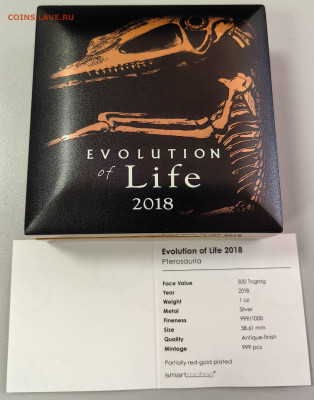 COINS.LAVE.RU
EVOLUTION
of Life
2018
Evolution of Life 2018
Pterosauria
Face Value 500 Togrog
Year 2018
Weight 1 oz
Metal Silver
Fineness 999/1000
Size 38.61 mm
Quality Antique-finish
Mintage 999 pcs
Partially red-gold plated
smartminting